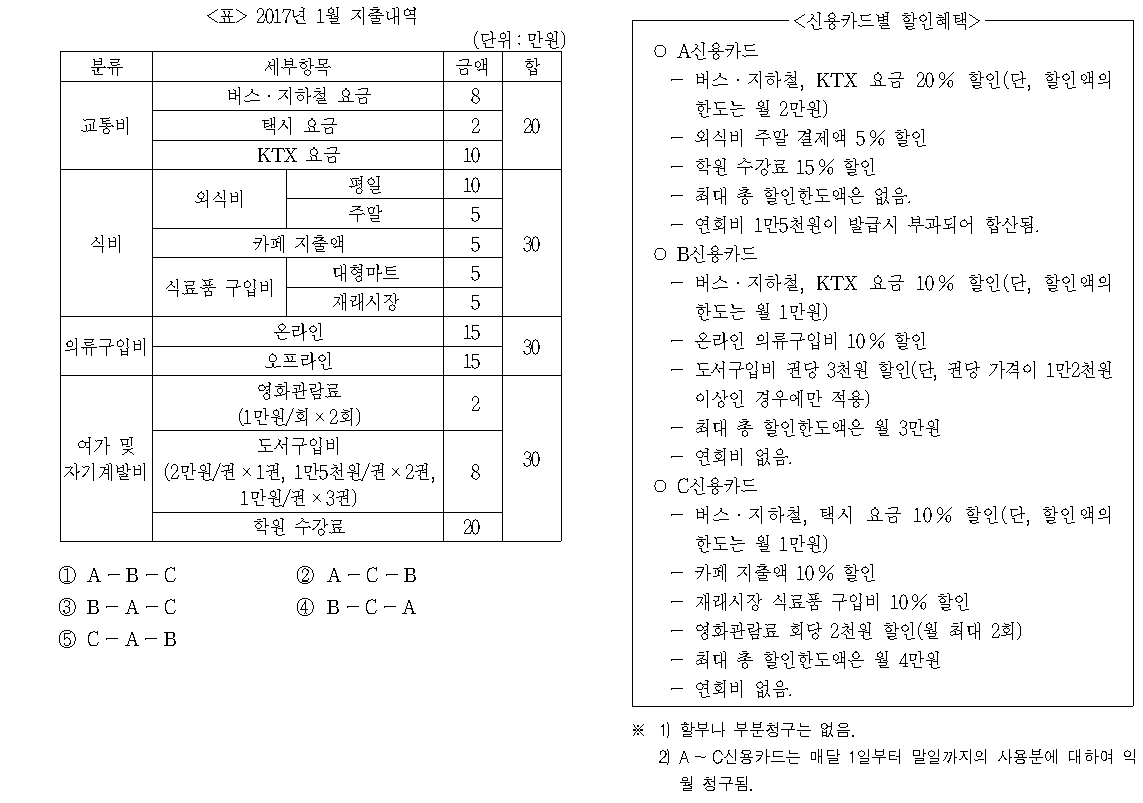 <표> 2017년 1월 지출내역
(단위 : 만원)
분류 세부항목 금액 합
교통비 버스 · 지하철 요금 8 20
택시 요금 2
KTX 요금 10
식비 외식비 평일 10 30
주말 5
카페 지출액 5
식료품 구입비 대형마트 5
재래시장 5
의류구입비 온라인 15 30
오프라인 15
여가 및
자기계발비 영화관람료
(1만원/회 × 2회) 2 30
도서구입비
(2만원/권 × 1권, 1만5천원/권 × 2권,
1만원/권 × 3권) 8
학원 수강료 20
① A - B - C ② A - C - B
③ B - A - C ④ B - C - A
⑤ C - A - B
<신용카드별 할인혜택>
○ A신용카드
- 버스 · 지하철, KTX 요금 20% 할인(단, 할인액의
한도는 월 2만원)
- 외식비 주말 결제액 5% 할인
- 학원 수강료 15% 할인
- 최대 총 할인한도액은 없음.
- 연회비 1만5천원이 발급시 부과되어 합산됨.
○ B신용카드
- 버스 · 지하철, KTX 요금 10% 할인(단, 할인액의
한도는 월 1만원)
- 온라인 의류구입비 10% 할인
- 도서구입비 권당 3천원 할인(단, 권당 가격이 1만2천원
이상인 경우에만 적용)
- 최대 총 할인한도액은 월 3만원
- 연회비 없음.
○ C신용카드
- 버스 · 지하철, 택시 요금 10% 할인(단, 할인액의
한도는 월 1만원)
- 카페 지출액 10% 할인
- 재래시장 식료품 구입비 10% 할인
- 영화관람료 회당 2천원 할인(월 최대 2회)
- 최대 총 할인한도액은 월 4만원
- 연회비 없음.
※ 1) 할부나 부분청구는 없음.
2) A ~ C신용카드는 매달 1일부터 말일까지의 사용분에 대하여 익
월 청구됨.